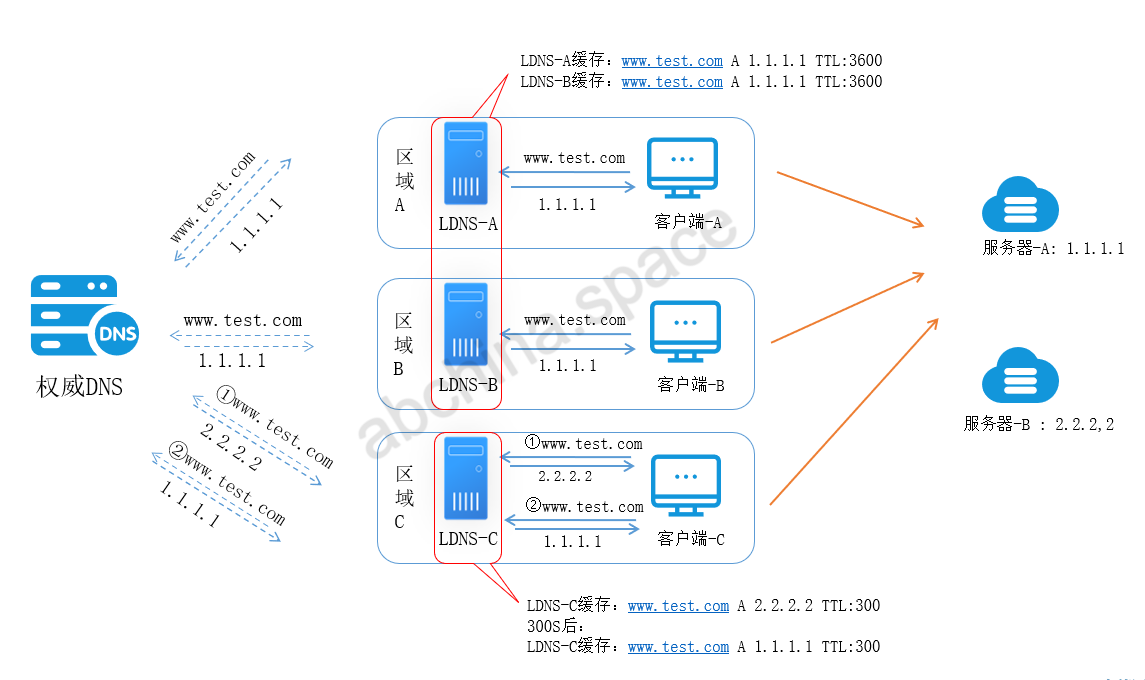 LDNS-A缓存: www.test.com A 1.1.1.1 TTL:3600
LDNS-B缓存: www.test.com A 1.1.1.1 TTL:3600
区域A
LDNS-A
www.test.com
1.1.1.1
客户端-A
www.test.com
1.1.1.1
服务器-A: 1.1.1.1
DNS
权威DNS
www.test.com
1.1.1.1
区域B
LDNS-B
www.test.com
1.1.1.1
客户端-B
服务器-B : 2.2.2,2
①www.test.com
2.2.2.2
②www.test.com
1.1.1.1
区域C
LDNS-C
①www.test.com
2.2.2.2
②www.test.com
1.1.1.1
客户端-C
LDNS-C缓存: www.test.com A 2.2.2.2 TTL:300
300S后:
LDNS-C缓存: www.test.com A 1.1.1.1 TTL:300
abchina.space